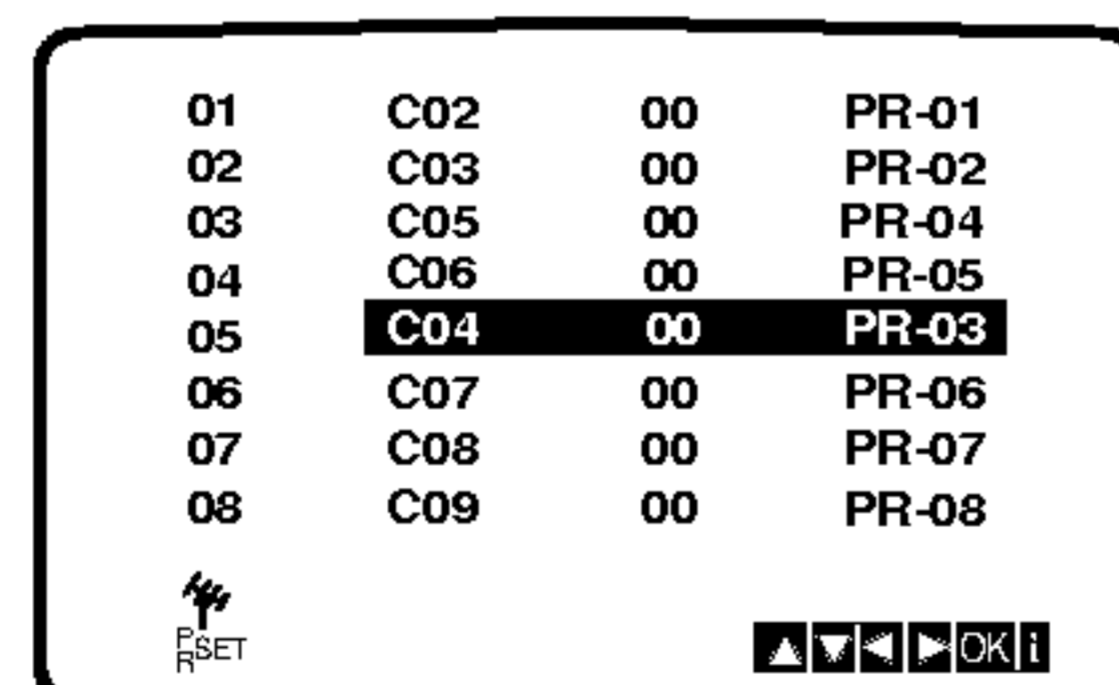 01 C02 00 PR-01
02 C03 00 PR-02
03 C05 00 PR-04
04 C06 00 PR-05
05 C04 00 PR-03
06 C07 00 PR-06
07 C08 00 PR-07
08 C09 00 PR-08
PR SET OK i